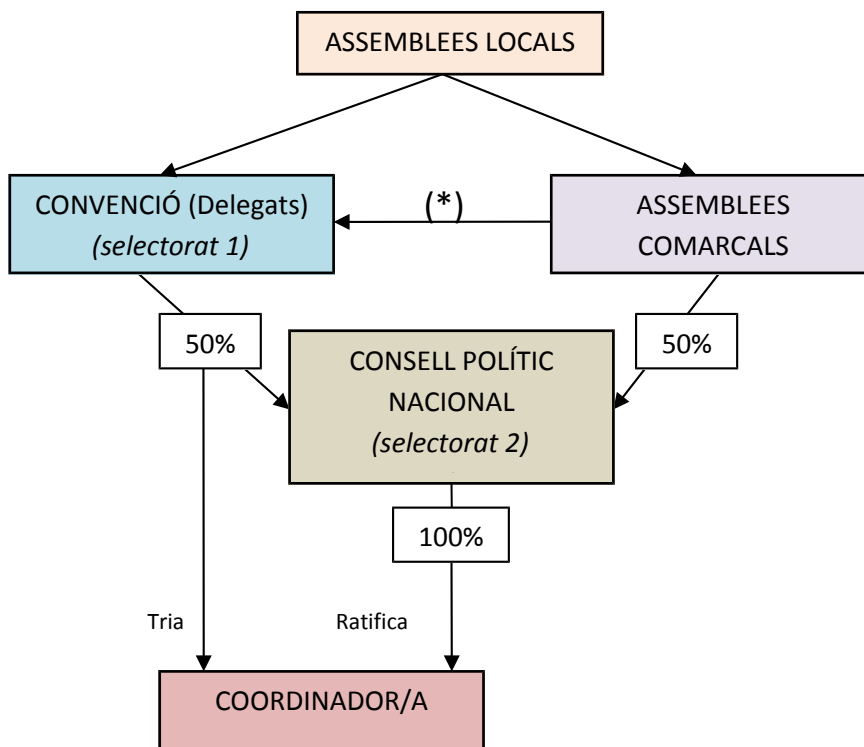 ASSEMBLEES LOCALS
CONVENCIÓ (Delegats)
(selectorat 1)
(*)
ASSEMBLEES
COMARCALS
50%
50%
CONSELL POLÍTIC
NACIONAL
(selectorat 2)
100%
Tria
Ratifica
COORDINADOR/A